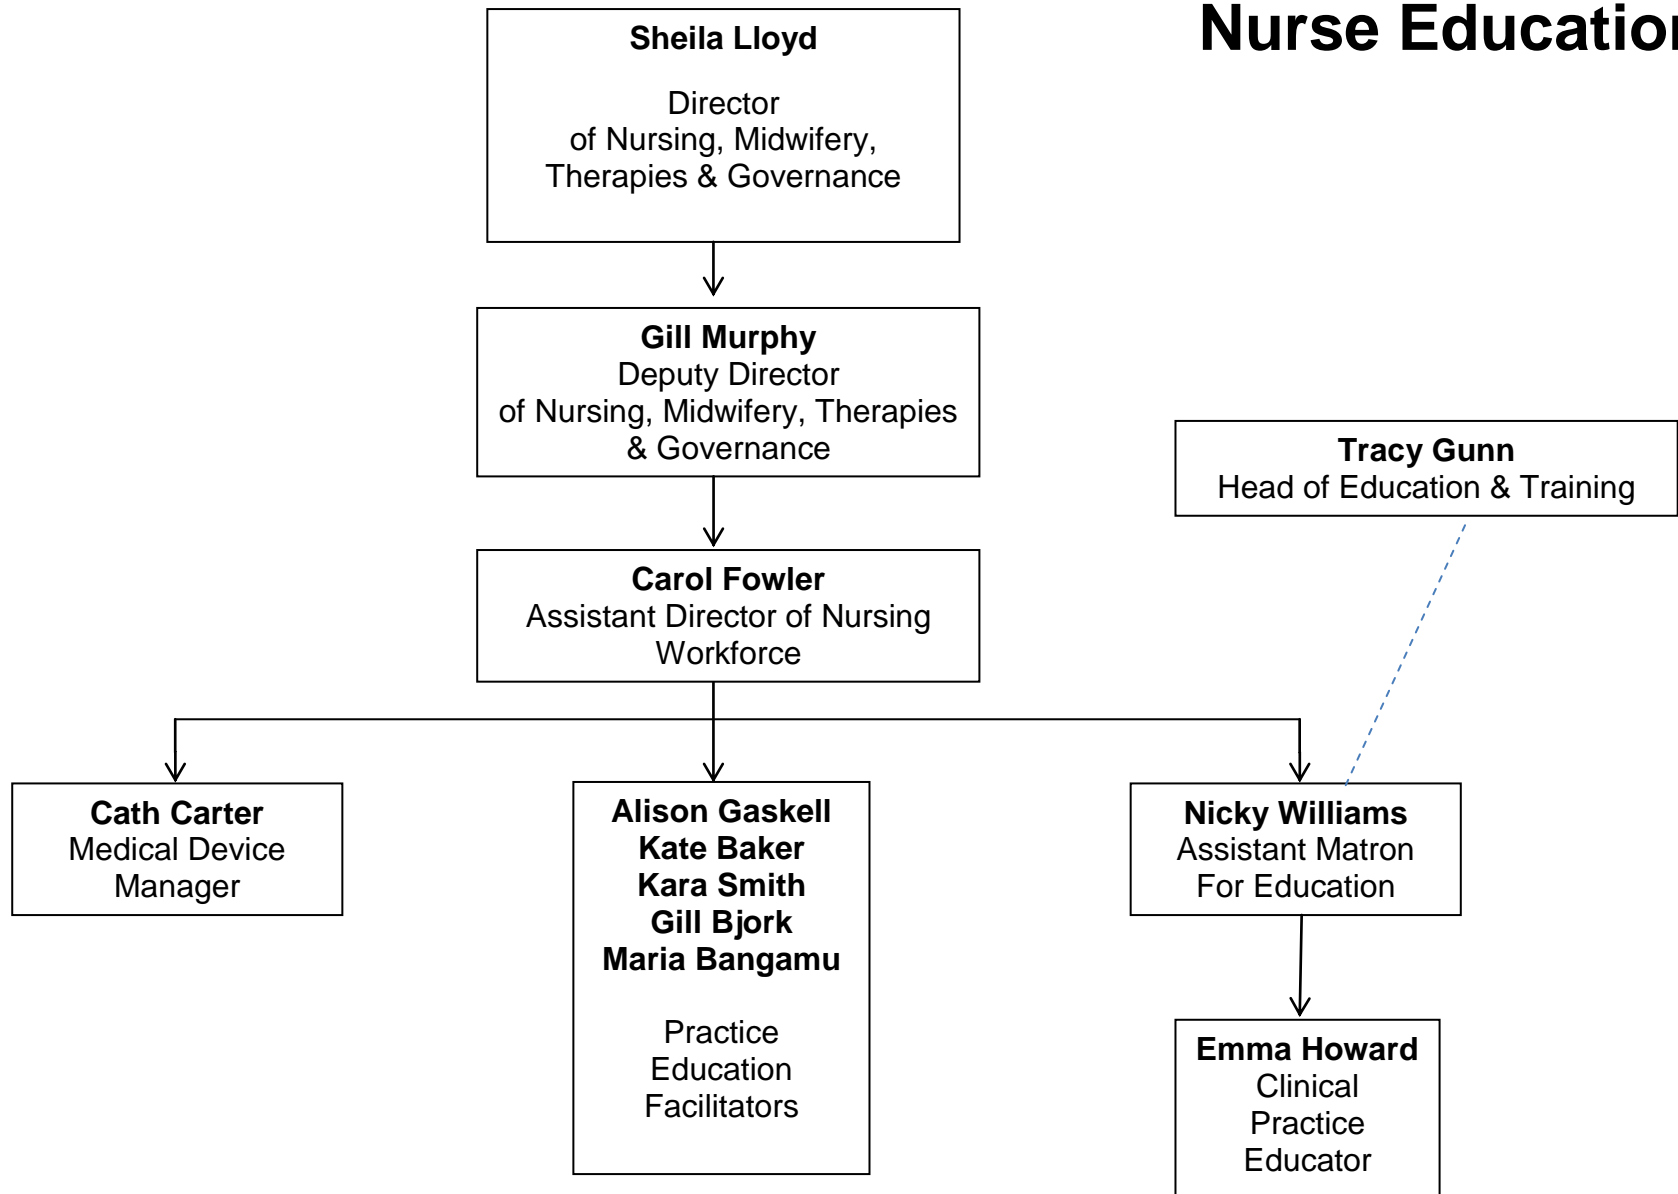 Nurse Education
Sheila Lloyd
Director
of Nursing, Midwifery,
Therapies & Governance
Gill Murphy
Deputy Director
of Nursing, Midwifery, Therapies
& Governance
Tracy Gunn
Head of Education & Training
Carol Fowler
Assistant Director of Nursing
Workforce
Cath Carter
Medical Device
Manager
Alison Gaskell
Kate Baker
Kara Smith
Gill Bjork
Maria Bangamu
Practice
Education
Facilitators
Nicky Williams
Assistant Matron
For Education
Emma Howard
Clinical
Practice
Educator